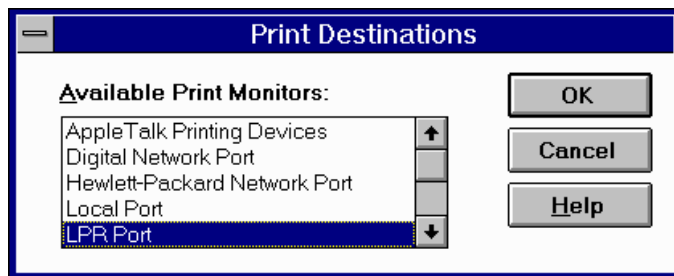 Print Destinations
Available Print Monitors:
AppleTalk Printing Devices
Digital Network Port
Hewlett-Packard Network Port
Local Port
LPR Port
OK
Cancel
Help